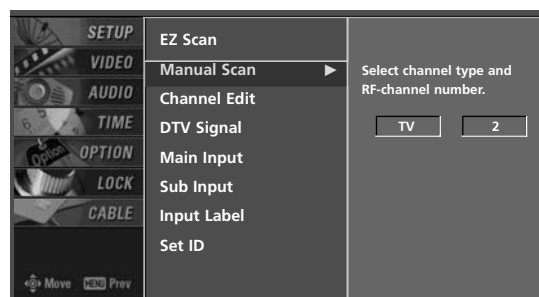 SETUP
VIDEO
AUDIO
TIME
OPTION
LOCK
CABLE
Move MENU Prev
EZ Scan
Manual Scan ▶
Channel Edit
DTV Signal
Main Input
Sub Input
Input Label
Set ID
Select channel type and
RF-channel number.
TV 2